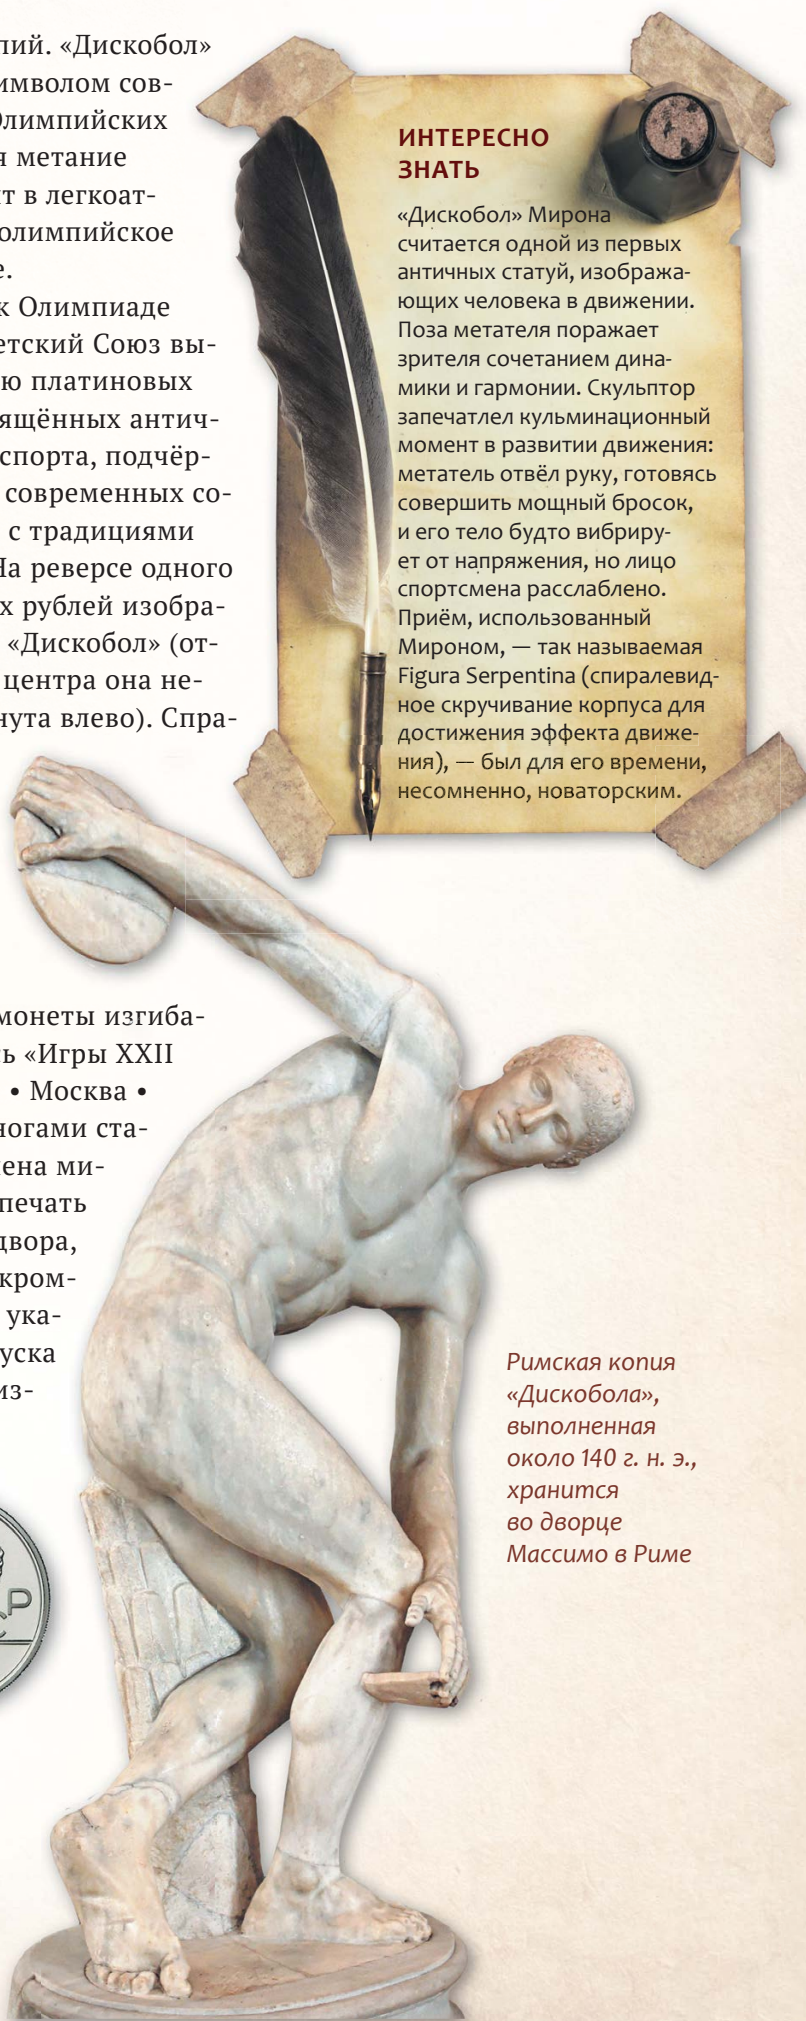 пий. «Дискобол»
имволом сов-
Олимпийских
я метание
ит в легкоат-
олимпийское
е.
к Олимпиаде
етский Союз вы-
ю платиновых
ящённых антич-
спорта, подчёр-
современных со-
с традициями
На реверсе одного
х рублей изобра-
«Дискобол» (от-
центра она не-
нута влево). Спра-
ИНТЕРЕСНО
ЗНАТЬ
«Дискобол» Мирона
считается одной из первых
античных статуй, изобража-
ющих человека в движении.
Поза метателя поражает
зрителя сочетанием дина-
мики и гармонии. Скульптор
запечатлел кульминационный
момент в развитии движения:
метатель отвёл руку, готовясь
совершить мощный бросок,
и его тело будто вибриру-
ет от напряжения, но лицо
спортсмена расслаблено.
Приём, использованный
Мироном, — так называемая
Figura Serpentina (спиралевид-
ное скручивание корпуса для
достижения эффекта движе-
ния), — был для его времени,
несомненно, новаторским.
монеты изгиба-
ь «Игры XXII
• Москва •
ногами ста-
ена ми-
печать
двора,
кром-
ука-
уска
из-
Римская копия
«Дискобола»,
выполненная
около 140 г. н. э.,
хранится
во дворце
Массимо в Риме